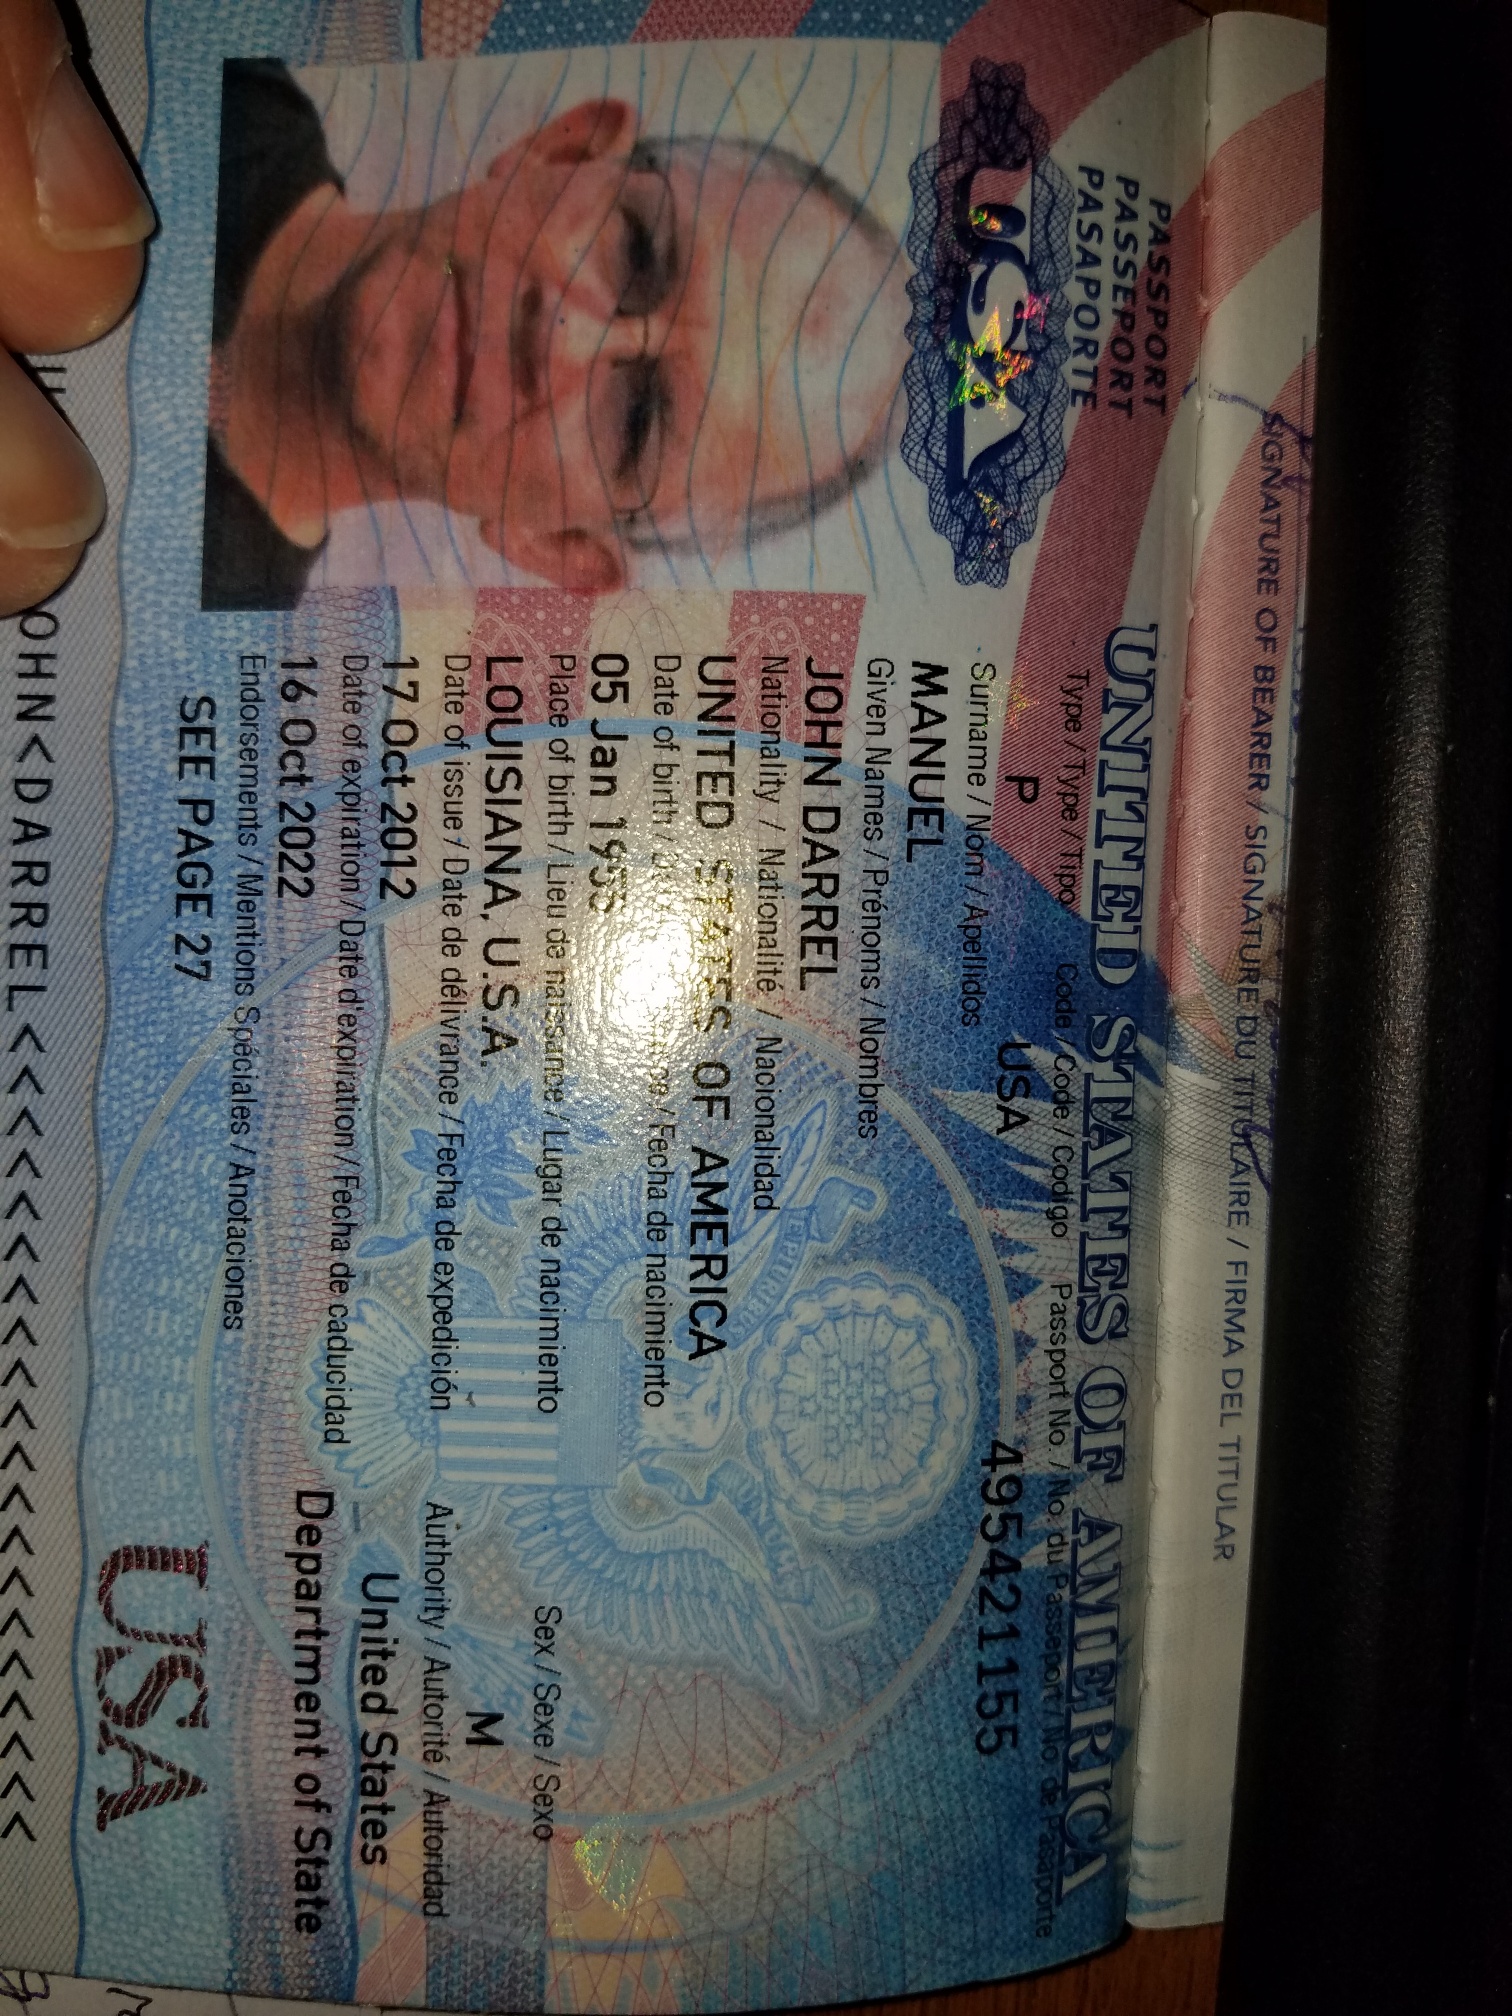 SIGNATURE OF BEARER / SIGNATURE DU TITULAIRE / FIRMA DEL TITULAR
PASSPORT
PASSEPORT
PASAPORTE
USA
UNITED STATES OF AMERICA
Type / Type / Tipo Code / Code / Codigo Passport No. / No. du Passeport / No. de Pasaporte
P USA 495421155
Surname / Nom / Apellidos
MANUEL
Given Names / Prénoms / Nombres
JOHN DARREL
Nationality / Nationalité / Nacionalidad
UNITED STATES OF AMERICA
Date of birth / / Fecha de nacimiento
05 Jan
Place of birth / Lieu de naissance / Lugar de nacimiento Sex / Sexe / Sexo
LOUISIANA, U.S.A. M
Date of issue / Date de délivrance / Fecha de expedición Authority / Autorité / Autoridad
17 Oct 2012 United States
Date of expiration / Date d'expiration / Fecha de caducidad Department of State
16 Oct 2022
Endorsements / Mentions Spéciales / Anotaciones
SEE PAGE 27
USA
OHN<DARREL<<<<<<<<<<<<<<<<<<<